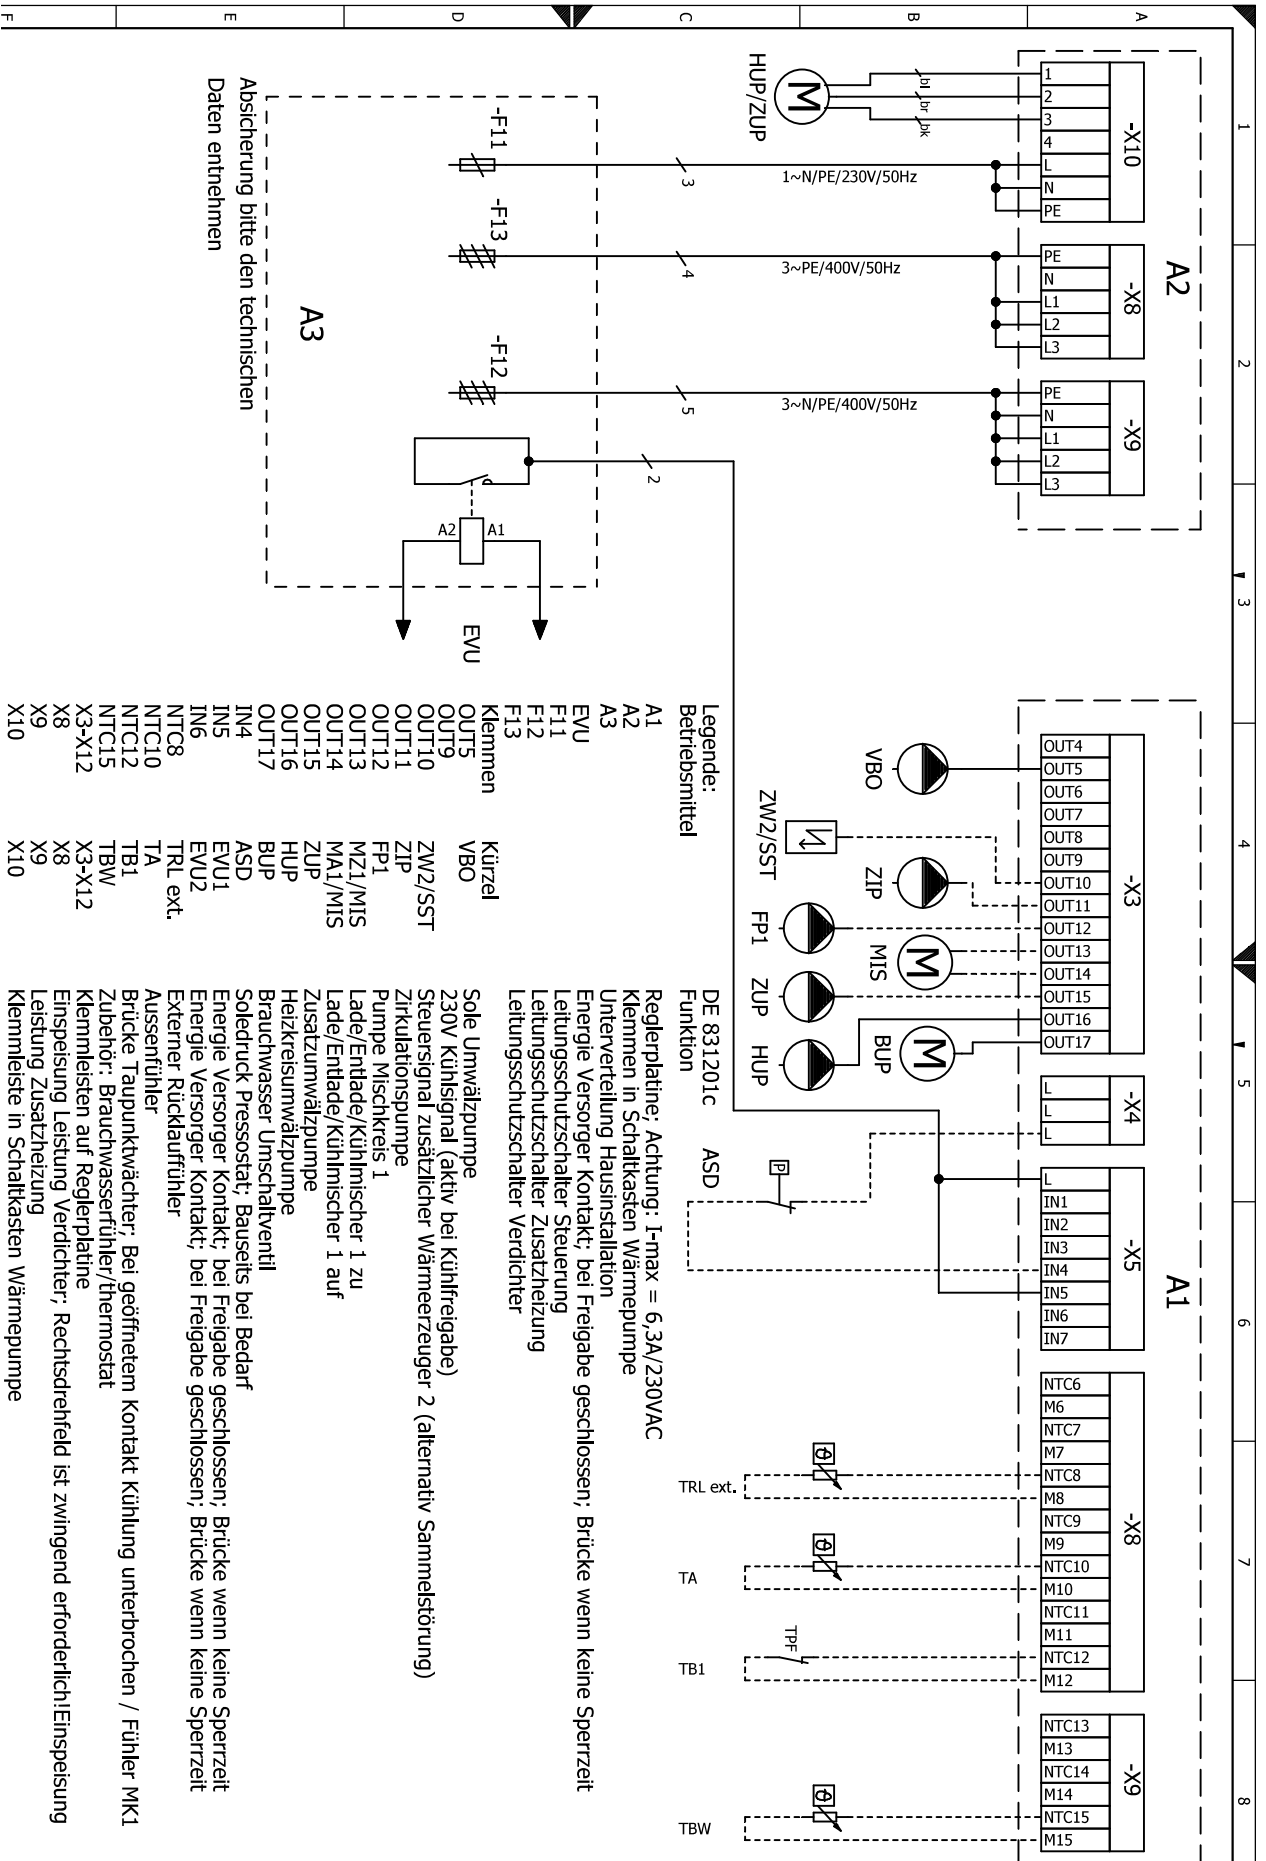 1
2
3
4
5
6
7
8
A
B
C
D
E
F
A2
-X10
1
2
3
4
L
N
PE
-X8
PE
N
L1
L2
L3
-X9
PE
N
L1
L2
L3
bl
br
bk
HUP/ZUP
M
1~N/PE/230V/50Hz
3~PE/400V/50Hz
3~N/PE/400V/50Hz
3
4
5
2
-F11
-F13
-F12
A2
A1
A3
EVU
Absicherung bitte den technischen
Daten entnehmen
A1
-X3
OUT4
OUT5
OUT6
OUT7
OUT8
OUT9
OUT10
OUT11
OUT12
OUT13
OUT14
OUT15
OUT16
OUT17
-X4
L
L
L
-X5
L
IN1
IN2
IN3
IN4
IN5
IN6
IN7
-X8
NTC6
M6
NTC7
M7
NTC8
M8
NTC9
M9
NTC10
M10
NTC11
M11
NTC12
M12
-X9
NTC13
M13
NTC14
M14
NTC15
M15
VBO
ZW2/SST
ZIP
FP1
M
MIS
ZUP
HUP
M
BUP
P
ASD
ϑ
TRL ext.
ϑ
TA
TPF
TB1
ϑ
TBW
Legende: DE 831201c
Betriebsmittel Funktion
A1 Reglerplatine; Achtung: I-max = 6,3A/230VAC
A2 Klemmen in Schaltkasten Wärmepumpe
A3 Unterverteilung Hausinstallation
EVU Energie Versorger Kontakt; bei Freigabe geschlossen; Brücke wenn keine Sperrzeit
F11 Leitungsschutzschalter Steuerung
F12 Leitungsschutzschalter Zusatzheizung
F13 Leitungsschutzschalter Verdichter
Klemmen Kürzel
OUT5 VBO Sole Umwälzpumpe
OUT9 230V Kühlsignal (aktiv bei Kühlfreigabe)
OUT10 ZW2/SST Steuersignal zusätzlicher Wärmeerzeuger 2 (alternativ Sammelstörung)
OUT11 ZIP Zirkulationspumpe
OUT12 FP1 Pumpe Mischkreis 1
OUT13 MZ1/MIS Lade/Entlade/Kühlmischer 1 zu
OUT14 MA1/MIS Lade/Entlade/Kühlmischer 1 auf
OUT15 ZUP Zusatzumwälzpumpe
OUT16 HUP Heizkreisumwälzpumpe
OUT17 BUP Brauchwasser Umschaltventil
IN4 ASD Soledruck Pressostat; Bauseits bei Bedarf
IN5 EVU1 Energie Versorger Kontakt; bei Freigabe geschlossen; Brücke wenn keine Sperrzeit
IN6 EVU2 Energie Versorger Kontakt; bei Freigabe geschlossen; Brücke wenn keine Sperrzeit
NTC8 TRL ext. Externer Rücklauffühler
NTC10 TA Aussenfühler
NTC12 TB1 Brücke Taupunktwächter; Bei geöffnetem Kontakt Kühlung unterbrochen / Fühler MK1
NTC15 TBW Zubehör: Brauchwasserfühler/thermostat
X3-X12 X3-X12 Klemmleisten auf Reglerplatine
X8 X8 Einspeisung Leistung Verdichter; Rechtsdrehfeld ist zwingend erforderlich!Einspeisung
X9 X9 Leistung Zusatzheizung
X10 X10 Klemmleiste in Schaltkasten Wärmepumpe